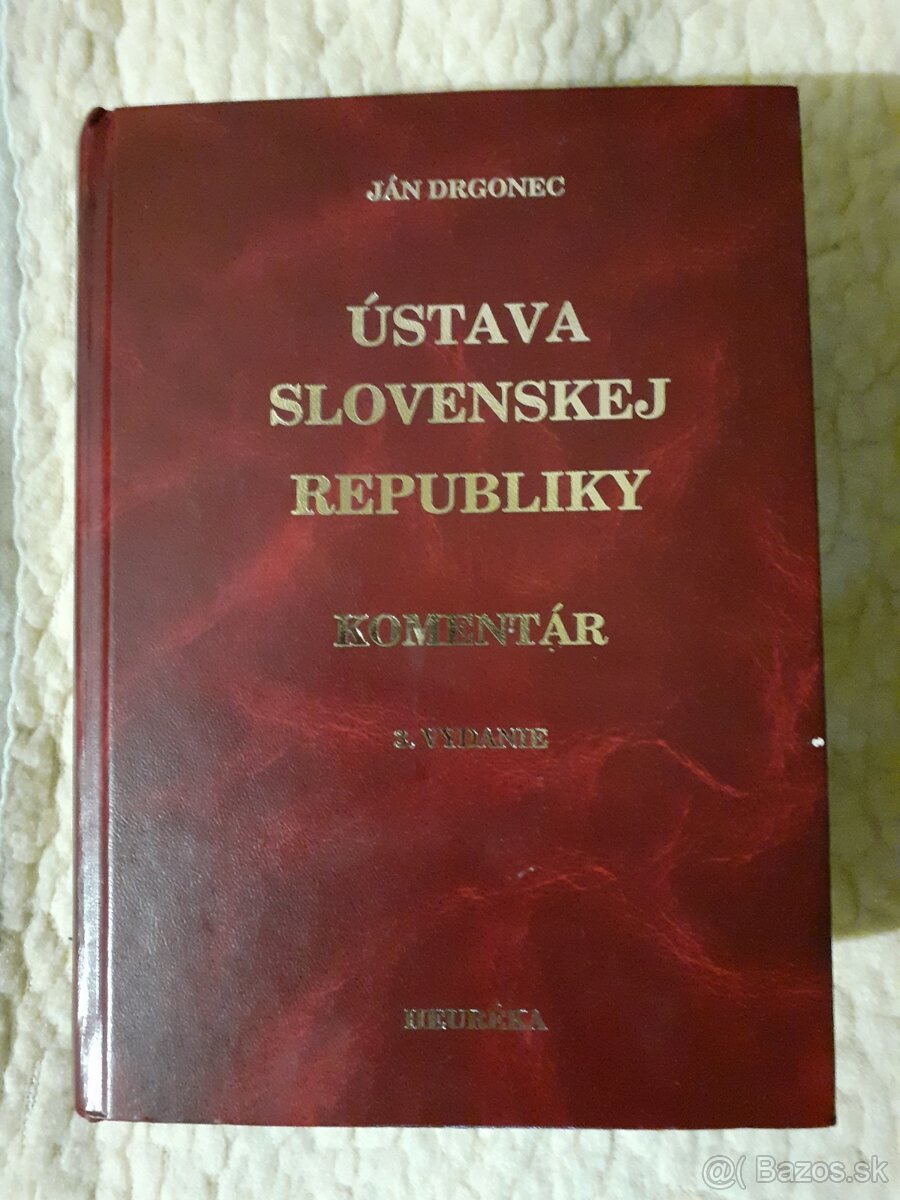 JÁN DRGONEC
ÚSTAVA
SLOVENSKEJ
REPUBLIKY
KOMENTÁR
3. VYDANIE
HEURÉKA
@( Bazos.sk